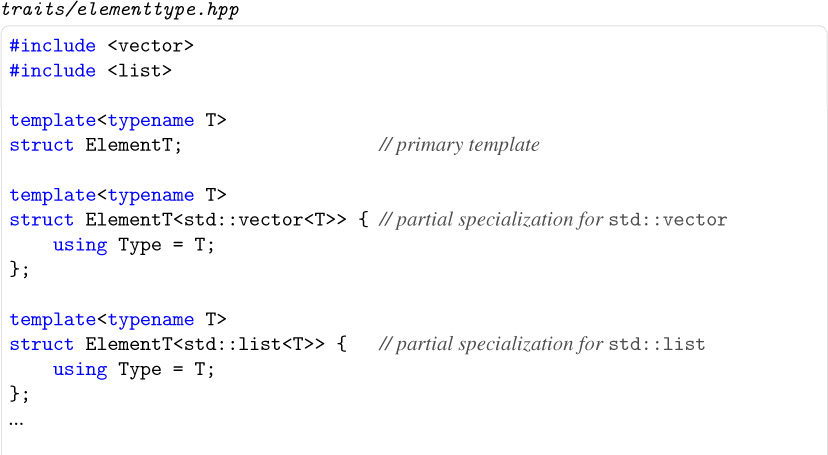 traits/elementtype.hpp
#include <vector>
#include <list>
template<typename T>
struct ElementT; // primary template
template<typename T>
struct ElementT<std::vector<T>> { // partial specialization for std::vector
using Type = T;
};
template<typename T>
struct ElementT<std::list<T>> { // partial specialization for std::list
using Type = T;
};
...